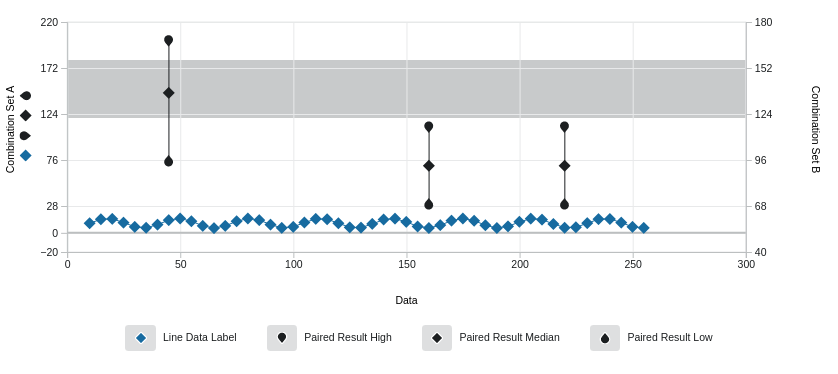 220
172
124
76
28
0
−20
180
152
124
96
68
40
0
50
100
150
200
250
300
Combination Set A
Combination Set B
Data
Line Data Label
Paired Result High
Paired Result Median
Paired Result Low